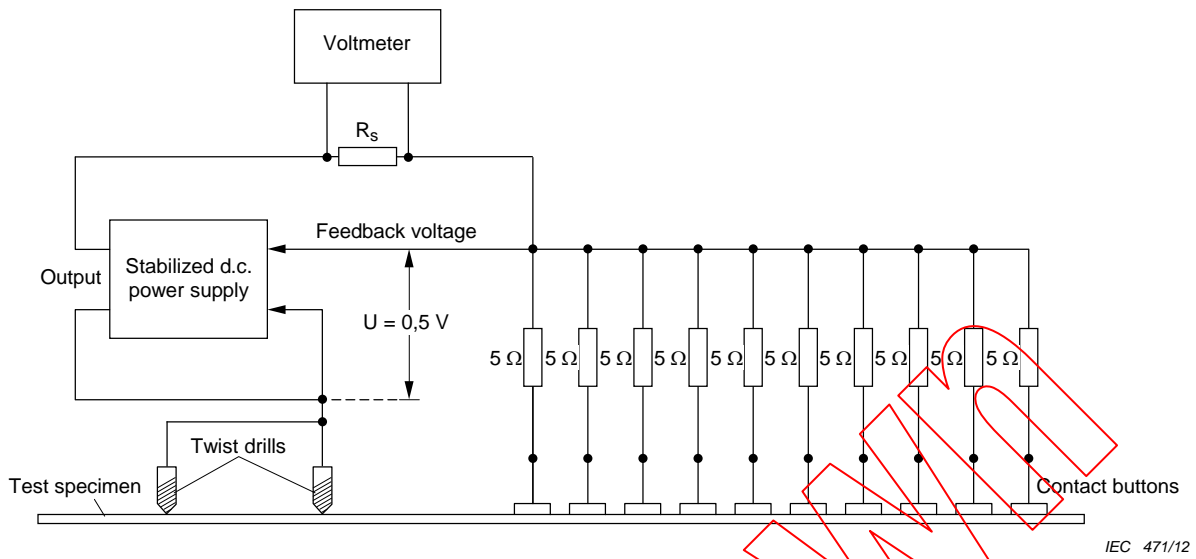 Voltmeter
Rs
Feedback voltage
Output
Stabilized d.c.
power supply
U = 0,5 V
5 Ω 5 Ω 5 Ω 5 Ω 5 Ω 5 Ω 5 Ω 5 Ω 5 Ω 5 Ω
Twist drills
Test specimen
Contact buttons
IEC 471/12